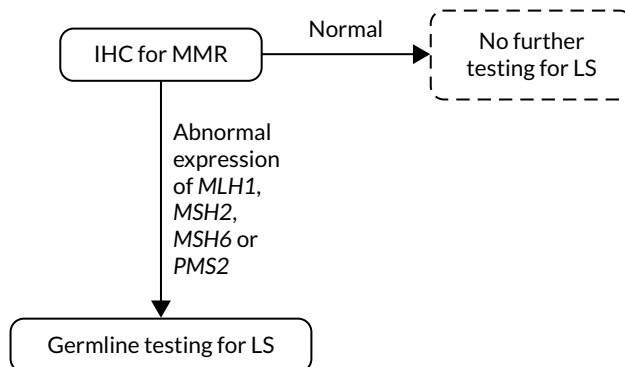 IHC for MMR
Normal
No further
testing for LS
Abnormal
expression
of MLH1,
MSH2,
MSH6 or
PMS2
Germline testing for LS